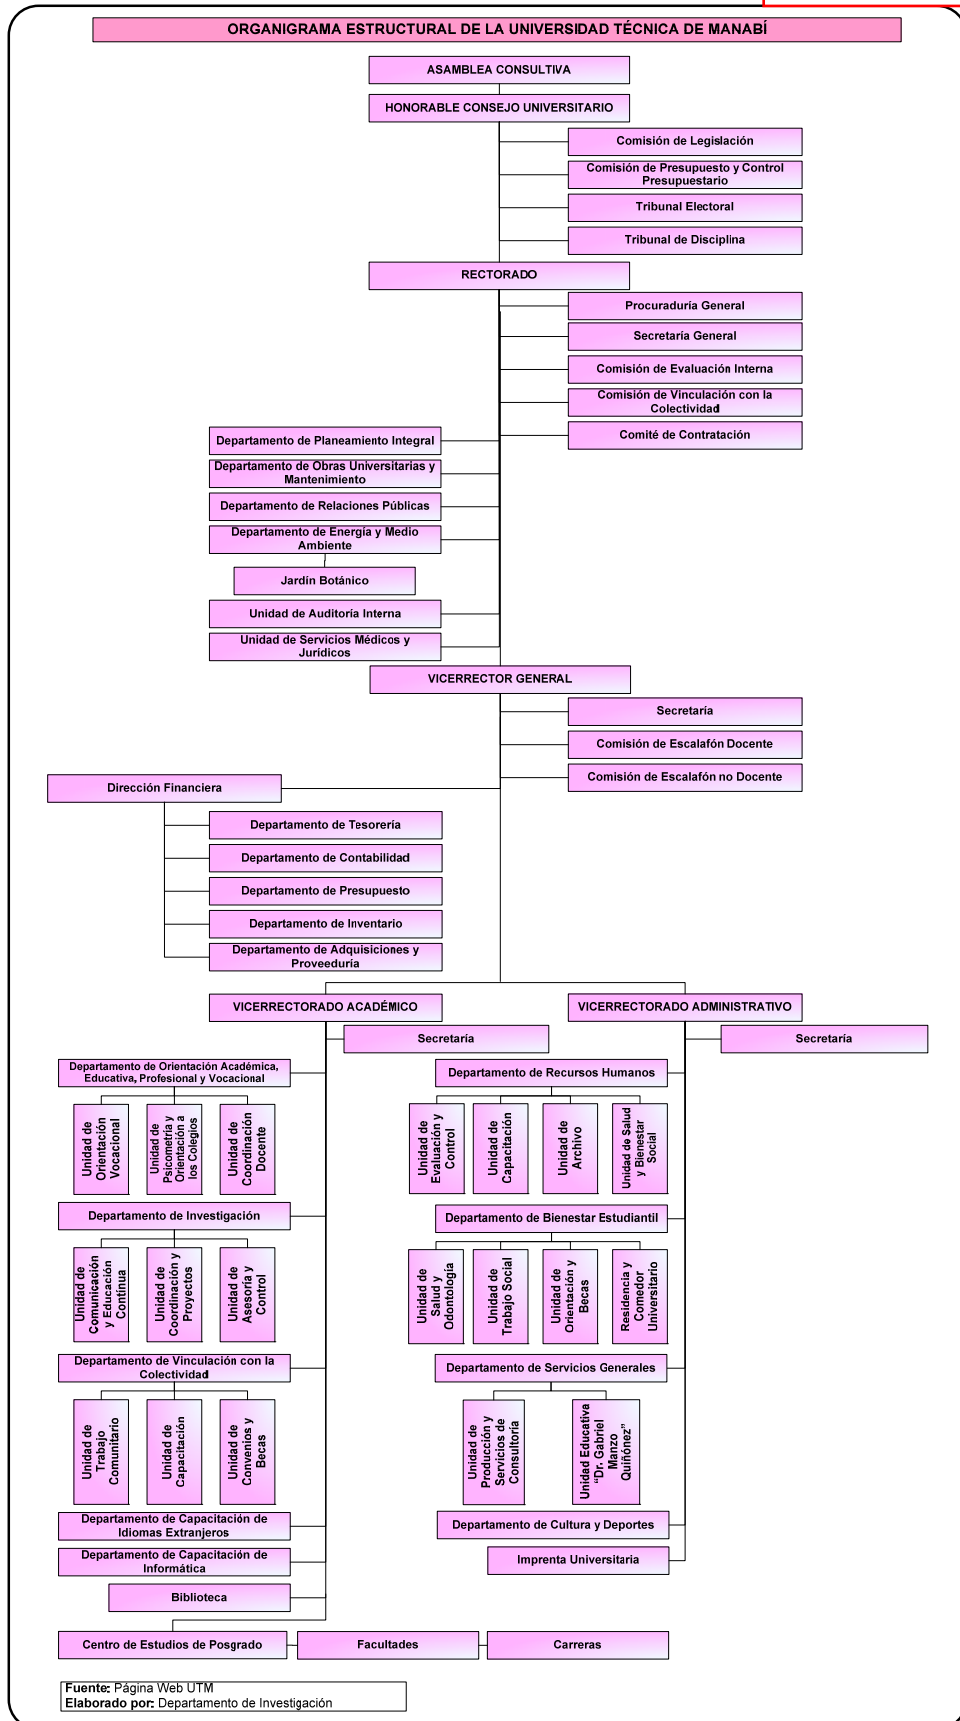 ORGANIGRAMA ESTRUCTURAL DE LA UNIVERSIDAD TÉCNICA DE MANABÍ
ASAMBLEA CONSULTIVA
HONORABLE CONSEJO UNIVERSITARIO
Comisión de Legislación
Comisión de Presupuesto y Control
Presupuestario
Tribunal Electoral
Tribunal de Disciplina
RECTORADO
Procuraduría General
Secretaría General
Comisión de Evaluación Interna
Comisión de Vinculación con la
Colectividad
Comité de Contratación
Departamento de Planeamiento Integral
Departamento de Obras Universitarias y
Mantenimiento
Departamento de Relaciones Públicas
Departamento de Energía y Medio
Ambiente
Jardín Botánico
Unidad de Auditoría Interna
Unidad de Servicios Médicos y
Jurídicos
VICERRECTOR GENERAL
Secretaría
Comisión de Escalafón Docente
Comisión de Escalafón no Docente
Dirección Financiera
Departamento de Tesorería
Departamento de Contabilidad
Departamento de Presupuesto
Departamento de Inventario
Departamento de Adquisiciones y
Proveeduría
VICERRECTORADO ACADÉMICO
Secretaría
Departamento de Orientación Académica,
Educativa, Profesional y Vocacional
Unidad de
Orientación
Vocacional
Unidad de
Psicometría y
Orientación a
los Colegios
Unidad de
Coordinación
Docente
Departamento de Investigación
Unidad de
Comunicación
y Educación
Contínua
Unidad de
Coordinación y
Proyectos
Unidad de
Asesoría y
Control
Departamento de Vinculación con la
Colectividad
Unidad de
Trabajo
Comunitario
Unidad de
Capacitación
Unidad de
Convenios y
Becas
Departamento de Capacitación de
Idiomas Extranjeros
Departamento de Capacitación de
Informática
Biblioteca
Centro de Estudios de Posgrado
Facultades
Carreras
VICERRECTORADO ADMINISTRATIVO
Secretaría
Departamento de Recursos Humanos
Unidad de
Evaluación y
Control
Unidad de
Capacitación
Unidad de
Archivo
Unidad de Salud
y Bienestar
Social
Departamento de Bienestar Estudiantil
Unidad de
Salud y
Odontología
Unidad de
Trabajo Social
Unidad de
Orientación y
Becas
Residencia y
Comedor
Universitario
Departamento de Servicios Generales
Unidad de
Producción y
Servicios de
Consultoría
Unidad Educativa
“Dr. Gabriel
Manzo
Quiñónez”
Departamento de Cultura y Deportes
Imprenta Universitaria
Fuente: Página Web UTM
Elaborado por: Departamento de Investigación